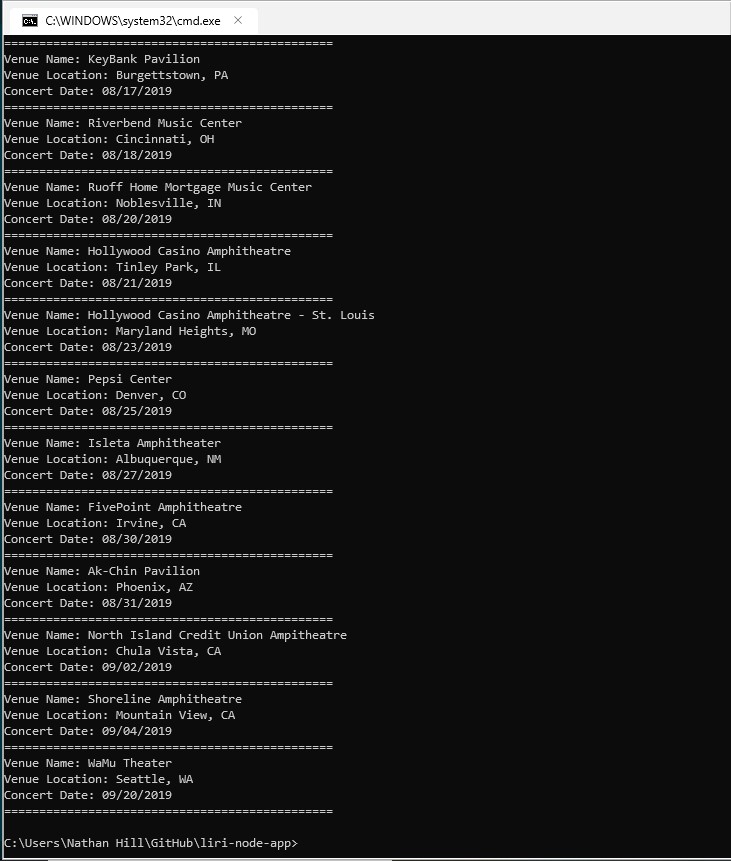 C:\WINDOWS\system32\cmd.exe
===============================================
Venue Name: KeyBank Pavilion
Venue Location: Burgettstown, PA
Concert Date: 08/17/2019
===============================================
Venue Name: Riverbend Music Center
Venue Location: Cincinnati, OH
Concert Date: 08/18/2019
===============================================
Venue Name: Ruoff Home Mortgage Music Center
Venue Location: Noblesville, IN
Concert Date: 08/20/2019
===============================================
Venue Name: Hollywood Casino Amphitheatre
Venue Location: Tinley Park, IL
Concert Date: 08/21/2019
===============================================
Venue Name: Hollywood Casino Amphitheatre - St. Louis
Venue Location: Maryland Heights, MO
Concert Date: 08/23/2019
===============================================
Venue Name: Pepsi Center
Venue Location: Denver, CO
Concert Date: 08/25/2019
===============================================
Venue Name: Isleta Amphitheater
Venue Location: Albuquerque, NM
Concert Date: 08/27/2019
===============================================
Venue Name: FivePoint Amphitheatre
Venue Location: Irvine, CA
Concert Date: 08/30/2019
===============================================
Venue Name: Ak-Chin Pavilion
Venue Location: Phoenix, AZ
Concert Date: 08/31/2019
===============================================
Venue Name: North Island Credit Union Ampitheatre
Venue Location: Chula Vista, CA
Concert Date: 09/02/2019
===============================================
Venue Name: Shoreline Amphitheatre
Venue Location: Mountain View, CA
Concert Date: 09/04/2019
===============================================
Venue Name: WaMu Theater
Venue Location: Seattle, WA
Concert Date: 09/20/2019
===============================================
C:\Users\Nathan Hill\GitHub\liri-node-app>